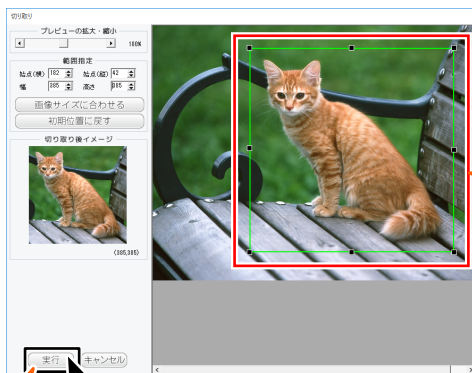 切り取り
プレビューの拡大・縮小
100%
範囲指定
始点(横) 182 始点(縦) 42
幅 385 高さ 385
画像サイズに合わせる
初期位置に戻す
切り取り後イメージ
(385,385)
実行 キャンセル